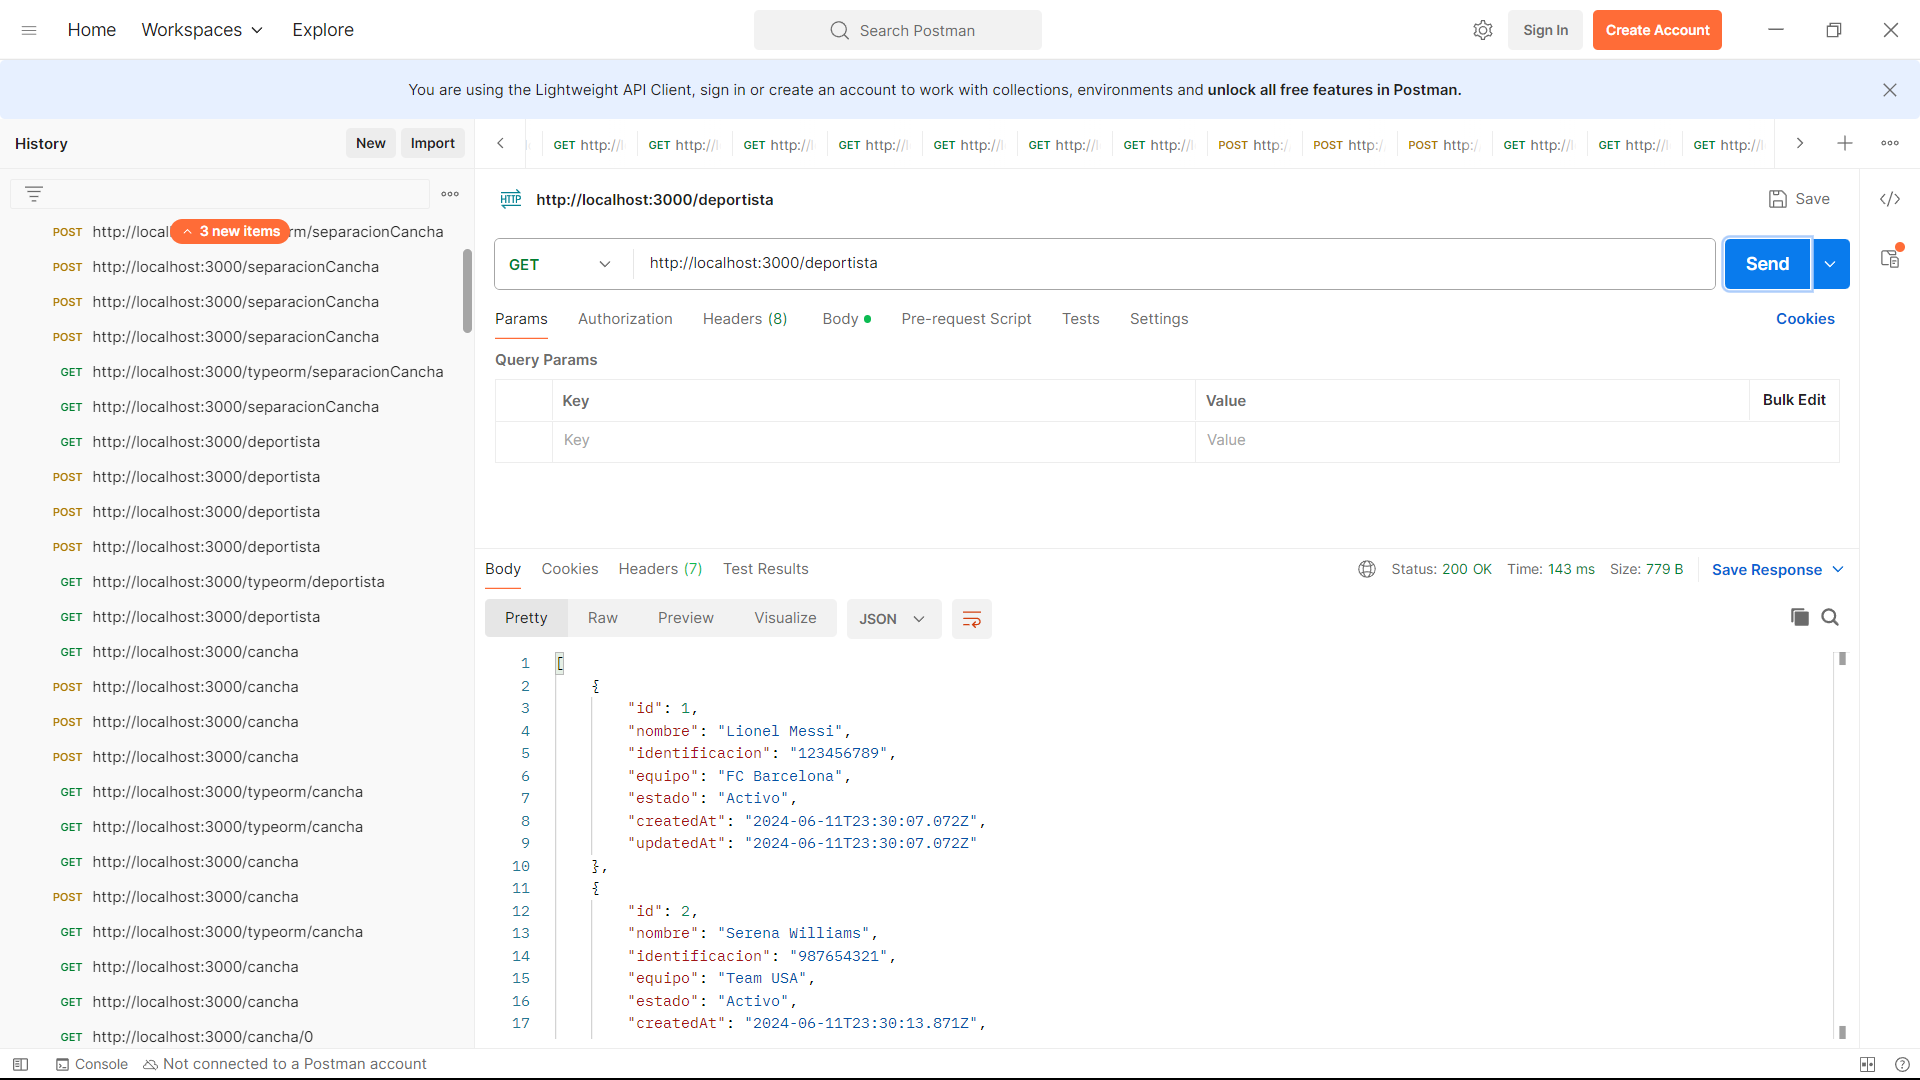 Home Workspaces Explore Search Postman Sign In Create Account
You are using the Lightweight API Client, sign in or create an account to work with collections, environments and unlock all free features in Postman.
History New Import
GET http://l GET http://l GET http://l GET http://l GET http://l GET http://l GET http://l POST http:/ POST http:/ POST http:/ GET http://l GET http://l GET http://l
3 new items
POST http://local rm/separacionCancha
POST http://localhost:3000/separacionCancha
POST http://localhost:3000/separacionCancha
POST http://localhost:3000/separacionCancha
GET http://localhost:3000/typeorm/separacionCancha
GET http://localhost:3000/separacionCancha
GET http://localhost:3000/deportista
POST http://localhost:3000/deportista
POST http://localhost:3000/deportista
POST http://localhost:3000/deportista
GET http://localhost:3000/typeorm/deportista
GET http://localhost:3000/deportista
GET http://localhost:3000/cancha
POST http://localhost:3000/cancha
POST http://localhost:3000/cancha
POST http://localhost:3000/cancha
GET http://localhost:3000/typeorm/cancha
GET http://localhost:3000/typeorm/cancha
GET http://localhost:3000/cancha
POST http://localhost:3000/cancha
GET http://localhost:3000/typeorm/cancha
GET http://localhost:3000/cancha
GET http://localhost:3000/cancha
GET http://localhost:3000/cancha/0
HTTP http://localhost:3000/deportista Save
GET http://localhost:3000/deportista Send
Params Authorization Headers (8) Body Pre-request Script Tests Settings Cookies
Query Params
Key Value Bulk Edit
Key Value
Body Cookies Headers (7) Test Results Status: 200 OK Time: 143 ms Size: 779 B Save Response
Pretty Raw Preview Visualize JSON
1 [
2 {
3 "id": 1,
4 "nombre": "Lionel Messi",
5 "identificacion": "123456789",
6 "equipo": "FC Barcelona",
7 "estado": "Activo",
8 "createdAt": "2024-06-11T23:30:07.072Z",
9 "updatedAt": "2024-06-11T23:30:07.072Z"
10 },
11 {
12 "id": 2,
13 "nombre": "Serena Williams",
14 "identificacion": "987654321",
15 "equipo": "Team USA",
16 "estado": "Activo",
17 "createdAt": "2024-06-11T23:30:13.871Z",
Console Not connected to a Postman account